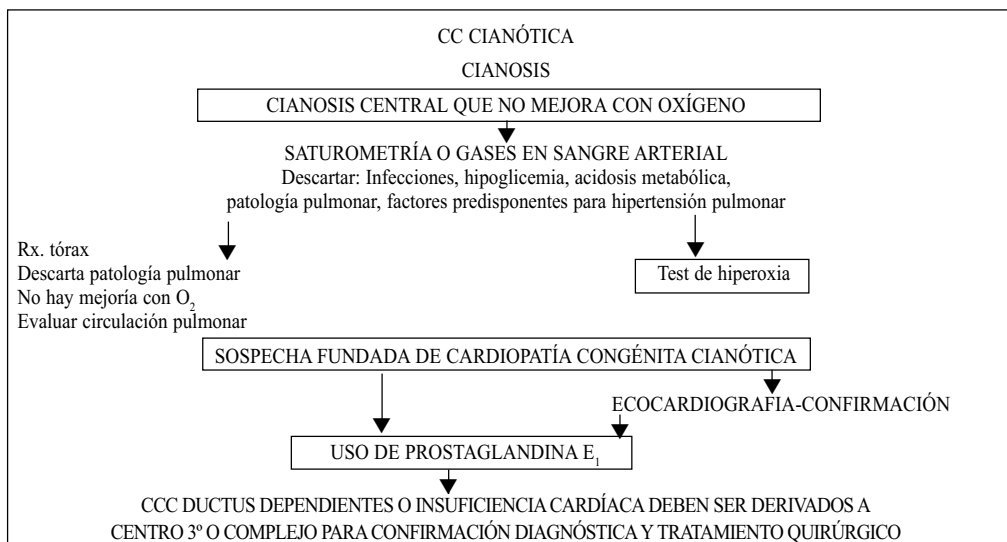 CC CIANÓTICA
CIANOSIS
CIANOSIS CENTRAL QUE NO MEJORA CON OXÍGENO
SATUROMETRÍA O GASES EN SANGRE ARTERIAL
Descartar: Infecciones, hipoglicemia, acidosis metabólica,
patología pulmonar, factores predisponentes para hipertensión pulmonar
Rx. tórax
Descarta patología pulmonar
No hay mejoría con O₂
Evaluar circulación pulmonar
Test de hiperoxia
SOSPECHA FUNDADA DE CARDIOPATÍA CONGÉNITA CIANÓTICA
ECOCARDIOGRAFIA-CONFIRMACIÓN
USO DE PROSTAGLANDINA E₁
CCC DUCTUS DEPENDIENTES O INSUFICIENCIA CARDÍACA DEBEN SER DERIVADOS A
CENTRO 3º O COMPLEJO PARA CONFIRMACIÓN DIAGNÓSTICA Y TRATAMIENTO QUIRÚRGICO